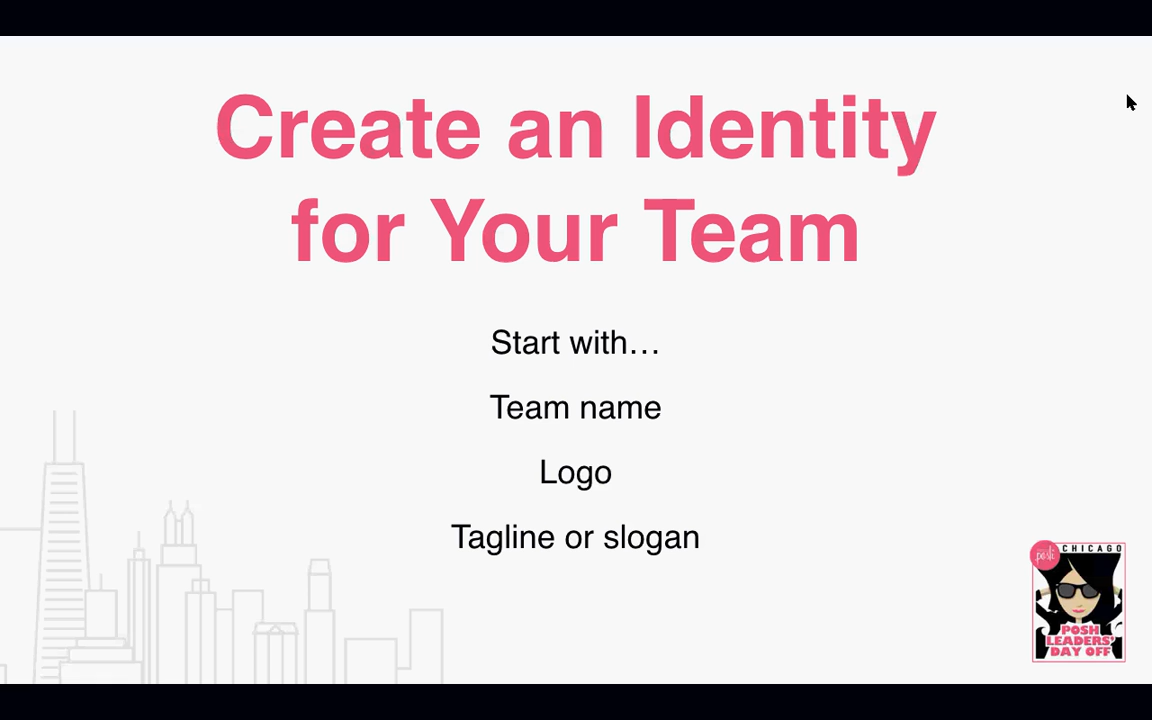 Create an Identity
for Your Team
Start with…
Team name
Logo
Tagline or slogan
posh
CHICAGO
POSH
LEADERS'
DAY OFF